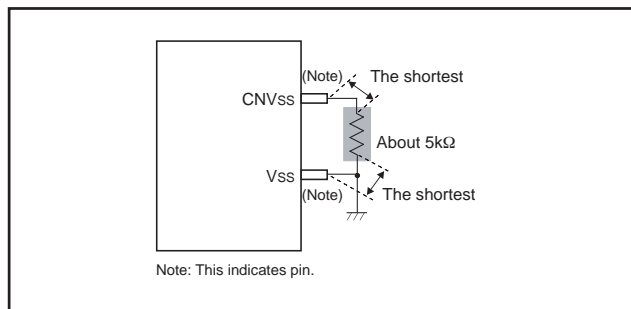 (Note)
The shortest
CNVSS
About 5kΩ
VSS
(Note)
The shortest
Note: This indicates pin.